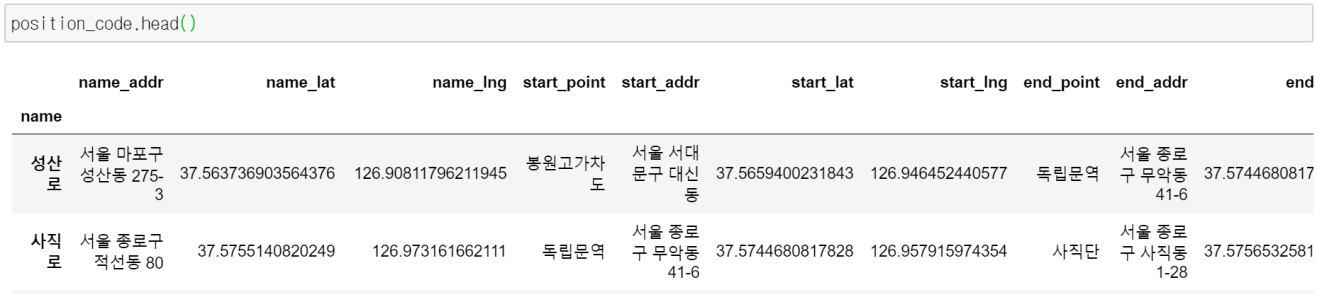 position_code.head()
name_addr name_lat name_lng start_point start_addr start_lat start_lng end_point end_addr end
name
성산로 서울 마포구 성산동 275-3 37.563736903564376 126.90811796211945 봉원고가차도 서울 서대문구 대신동 37.5659400231843 126.946452440577 독립문역 서울 종로구 무악동 41-6 37.5744680817
사직로 서울 종로구 적선동 80 37.5755140820249 126.973161662111 독립문역 서울 종로구 무악동 41-6 37.5744680817828 126.957915974354 사직단 서울 종로구 사직동 1-28 37.5756532581